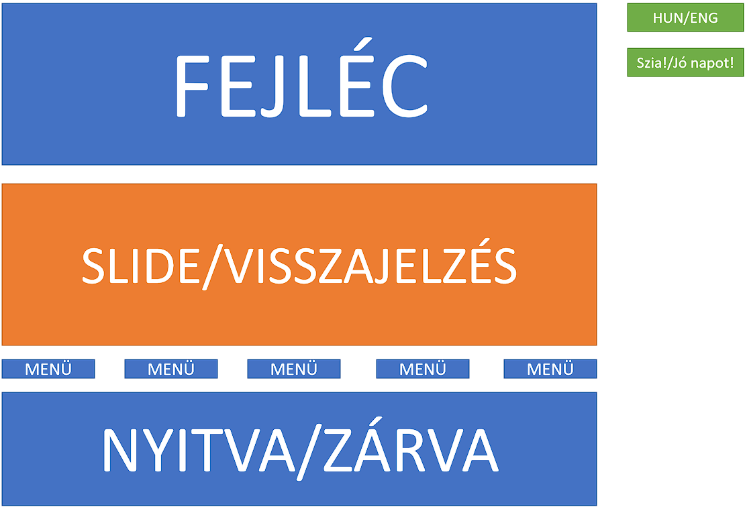 FEJLÉC
HUN/ENG
Szia!/Jó napot!
SLIDE/VISSZAJELZÉS
MENÜ MENÜ MENÜ MENÜ MENÜ
NYITVA/ZÁRVA